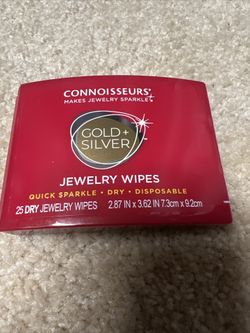 CONNOISSEURS
MAKES JEWELRY SPARKLE
GOLD +
SILVER
JEWELRY WIPES
QUICK SPARKLE • DRY • DISPOSABLE
25 DRY JEWELRY WIPES 2.87 IN x 3.62 IN 7.3cm x 9.2cm